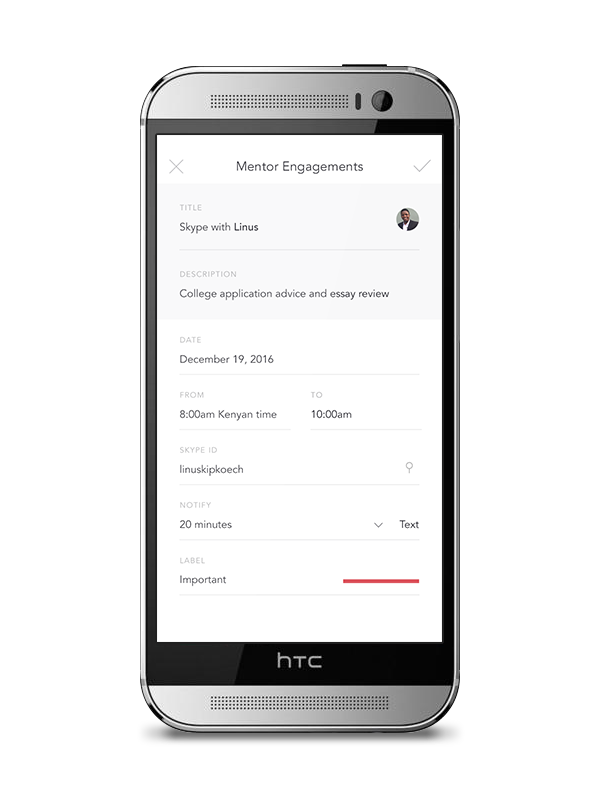 Mentor Engagements
TITLE
Skype with Linus
DESCRIPTION
College application advice and essay review
DATE
December 19, 2016
FROM
TO
8:00am Kenyan time
10:00am
SKYPE ID
linuskipkoech
NOTIFY
20 minutes
Text
LABEL
Important
hTC